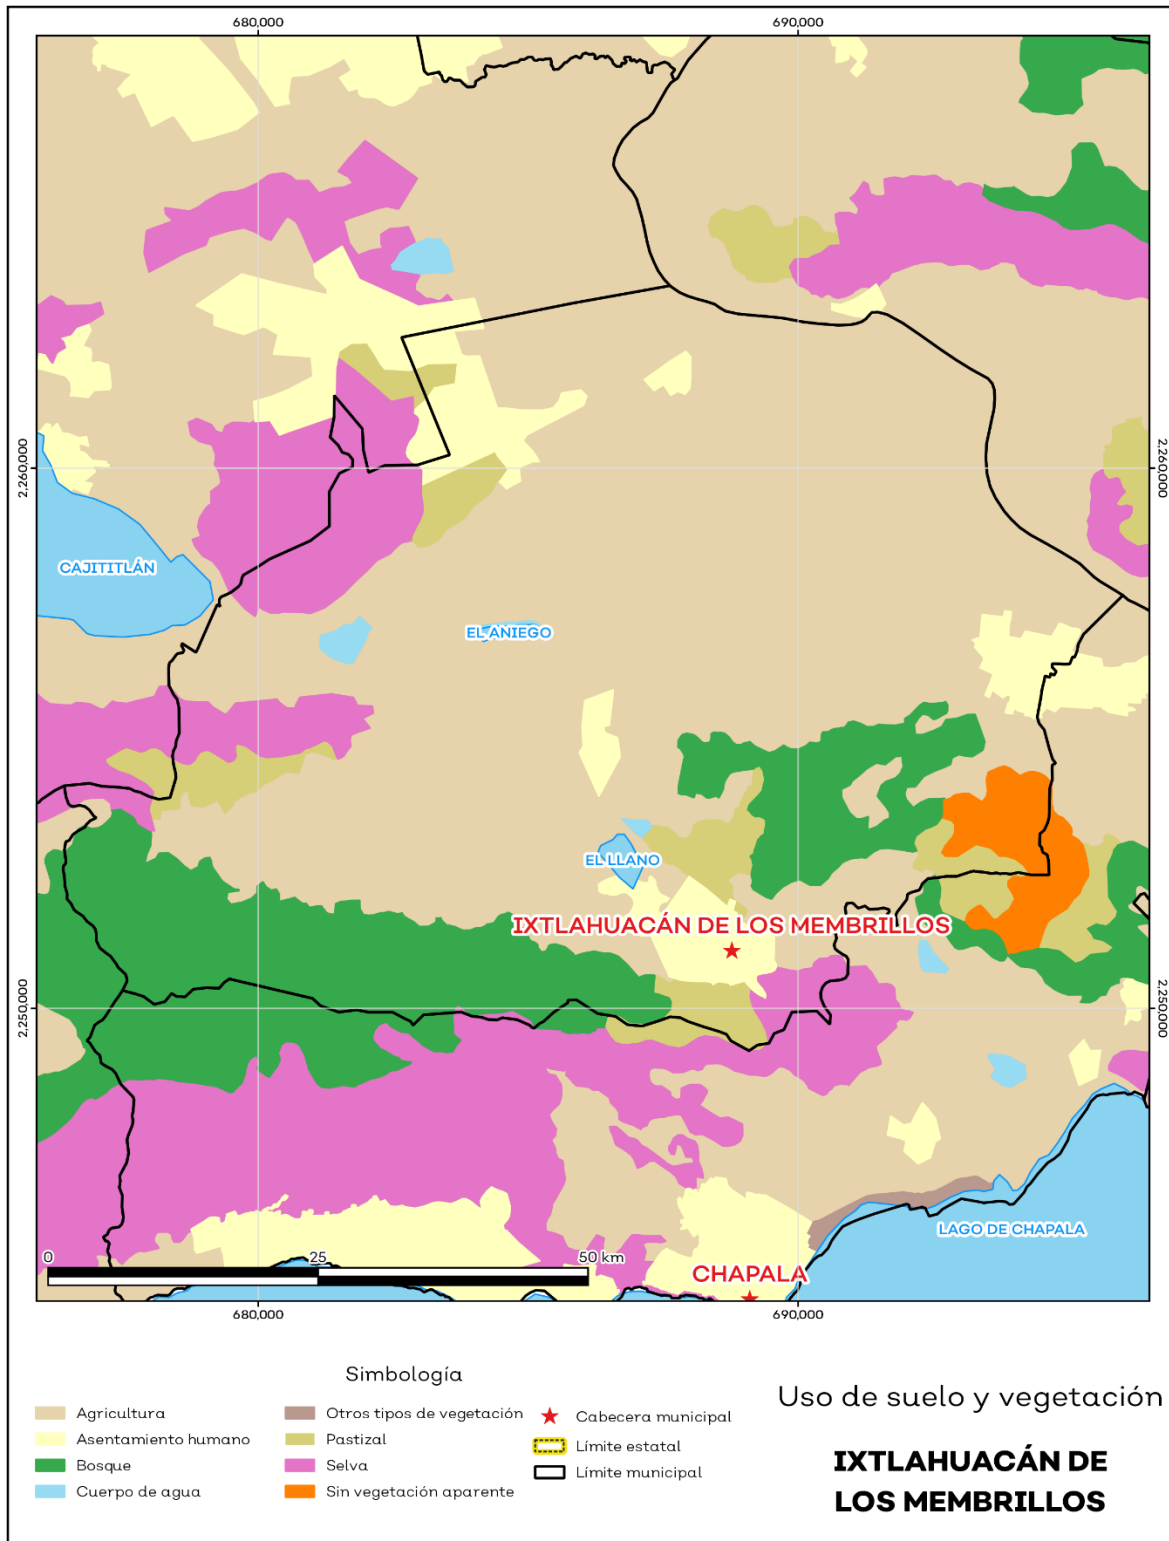 680,000
690,000
2,260,000
2,260,000
CAJITITLÁN
EL AÑIEGO
EL LLANO
IXTLAHUACÁN DE LOS MEMBRILLOS
2,250,000
2,250,000
LAGO DE CHAPALA
0
25
50 km
CHAPALA
680,000
690,000
Simbología
Agricultura
Asentamiento humano
Bosque
Cuerpo de agua
Otros tipos de vegetación
Pastizal
Selva
Sin vegetación aparente
Cabecera municipal
Límite estatal
Límite municipal
Uso de suelo y vegetación
IXTLAHUACÁN DE
LOS MEMBRILLOS